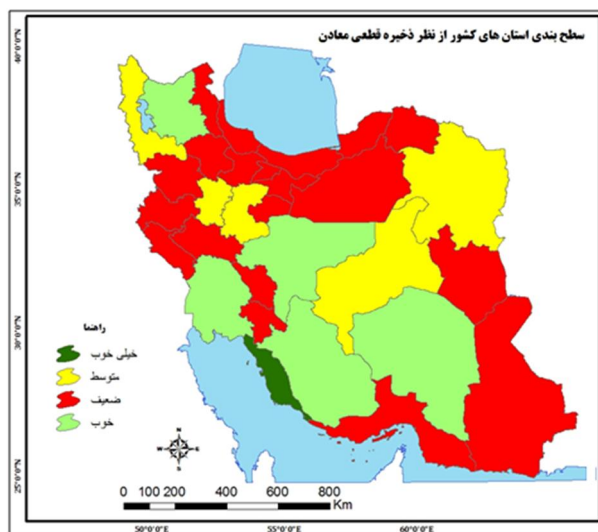 سطح بندی استان های کشور از نظر ذخیره قطعی معادن
40°0'0"N
35°0'0"N
30°0'0"N
25°0'0"N
راهنما
خیلی خوب
متوسط
ضعیف
خوب
N
W E
S
0 100 200 400 600 800
Km
50°0'0"E 55°0'0"E 60°0'0"E